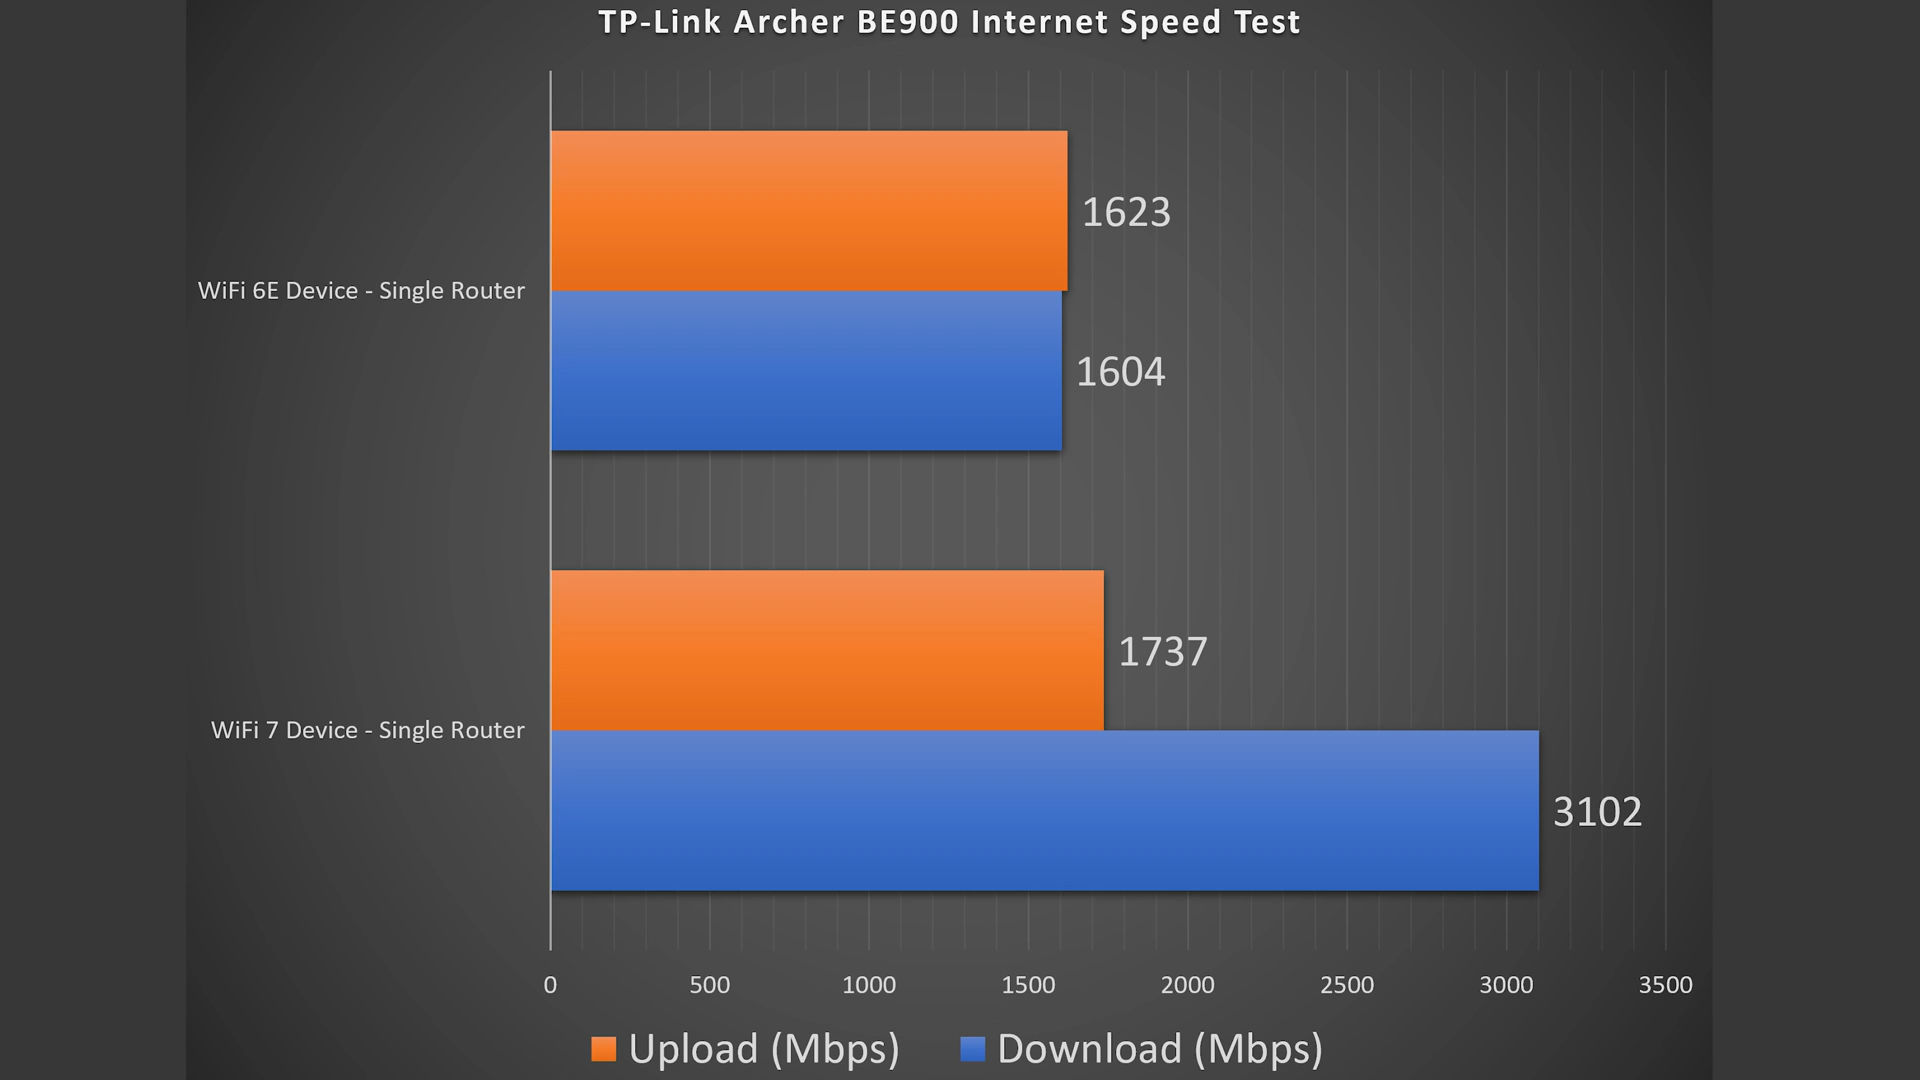 TP-Link Archer BE900 Internet Speed Test
1623
WiFi 6E Device - Single Router
1604
1737
WiFi 7 Device - Single Router
3102
0 500 1000 1500 2000 2500 3000 3500
Upload (Mbps) Download (Mbps)